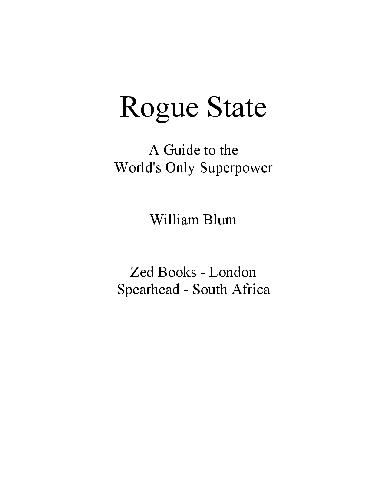 Rogue State
A Guide to the
World's Only Superpower
William Blum
Zed Books - London
Spearhead - South Africa